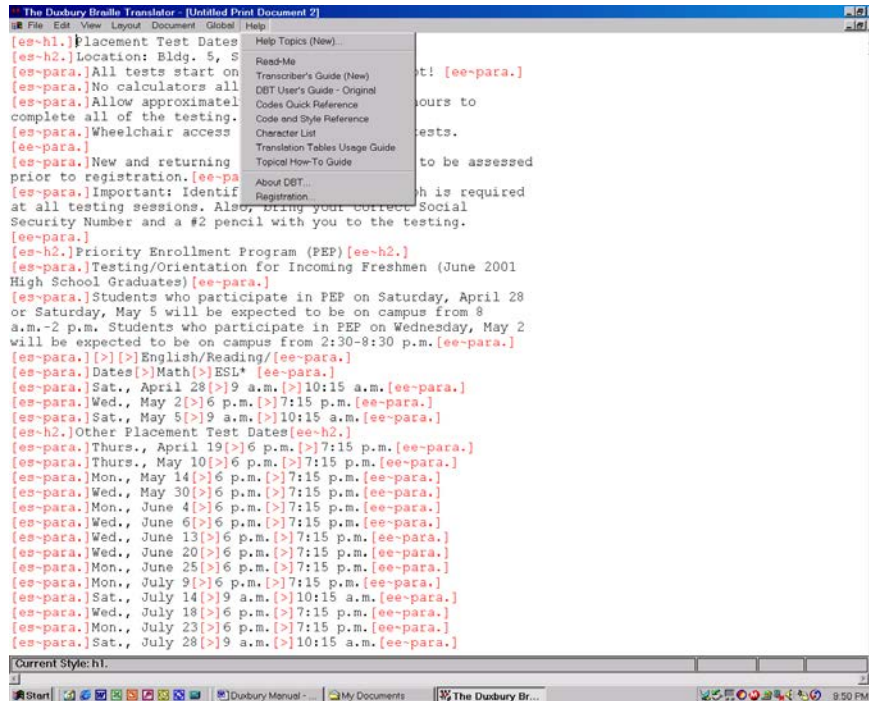 The Duxbury Braille Translator - [Untitled Print Document 2]
File Edit View Layout Document Global Help
Help Topics (New)...
Read-Me
Transcriber's Guide (New)
DBT User's Guide - Original
Codes Quick Reference
Code and Style Reference
Character List
Translation Tables Usage Guide
Topical How-To Guide
About DBT...
Registration...
[es~h1.]Placement Test Dates
[es~h2.]Location: Bldg. 5, S
[es~para.]All tests start on t! [ee~para.]
[es~para.]No calculators all
[es~para.]Allow approximatel ours to
complete all of the testing.
[es~para.]Wheelchair access ests.
[ee~para.]
[es~para.]New and returning to be assessed
prior to registration.[ee~pa
[es~para.]Important: Identif h is required
at all testing sessions. Also, bring your correct Social
Security Number and a #2 pencil with you to the testing.
[ee~para.]
[es~h2.]Priority Enrollment Program (PEP)[ee~h2.]
[es~para.]Testing/Orientation for Incoming Freshmen (June 2001
High School Graduates)[ee~para.]
[es~para.]Students who participate in PEP on Saturday, April 28
or Saturday, May 5 will be expected to be on campus from 8
a.m.-2 p.m. Students who participate in PEP on Wednesday, May 2
will be expected to be on campus from 2:30-8:30 p.m.[ee~para.]
[es~para.][>][>]English/Reading/[ee~para.]
[es~para.]Dates[>]Math[>]ESL* [ee~para.]
[es~para.]Sat., April 28[>]9 a.m.[>]10:15 a.m.[ee~para.]
[es~para.]Wed., May 2[>]6 p.m.[>]7:15 p.m.[ee~para.]
[es~para.]Sat., May 5[>]9 a.m.[>]10:15 a.m.[ee~para.]
[es~h2.]Other Placement Test Dates[ee~h2.]
[es~para.]Thurs., April 19[>]6 p.m.[>]7:15 p.m.[ee~para.]
[es~para.]Thurs., May 10[>]6 p.m.[>]7:15 p.m.[ee~para.]
[es~para.]Mon., May 14[>]6 p.m.[>]7:15 p.m.[ee~para.]
[es~para.]Wed., May 30[>]6 p.m.[>]7:15 p.m.[ee~para.]
[es~para.]Mon., June 4[>]6 p.m.[>]7:15 p.m.[ee~para.]
[es~para.]Wed., June 6[>]6 p.m.[>]7:15 p.m.[ee~para.]
[es~para.]Wed., June 13[>]6 p.m.[>]7:15 p.m.[ee~para.]
[es~para.]Wed., June 20[>]6 p.m.[>]7:15 p.m.[ee~para.]
[es~para.]Mon., June 25[>]6 p.m.[>]7:15 p.m.[ee~para.]
[es~para.]Mon., July 9[>]6 p.m.[>]7:15 p.m.[ee~para.]
[es~para.]Sat., July 14[>]9 a.m.[>]10:15 a.m.[ee~para.]
[es~para.]Wed., July 18[>]6 p.m.[>]7:15 p.m.[ee~para.]
[es~para.]Mon., July 23[>]6 p.m.[>]7:15 p.m.[ee~para.]
[es~para.]Sat., July 28[>]9 a.m.[>]10:15 a.m.[ee~para.]
Current Style: h1.
Start Duxbury Manual - ... My Documents The Duxbury Br... 9:50 PM